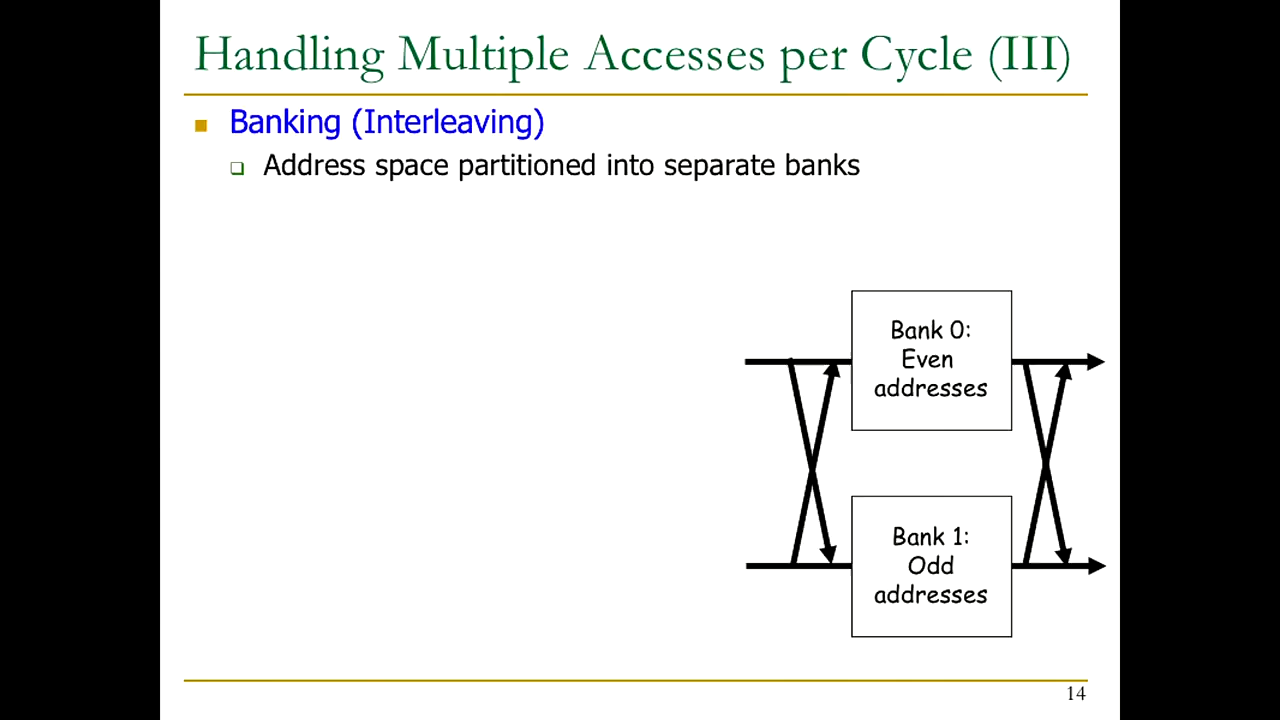 Handling Multiple Accesses per Cycle (III)
Banking (Interleaving)
Address space partitioned into separate banks
Bank 0:
Even
addresses
Bank 1:
Odd
addresses
14